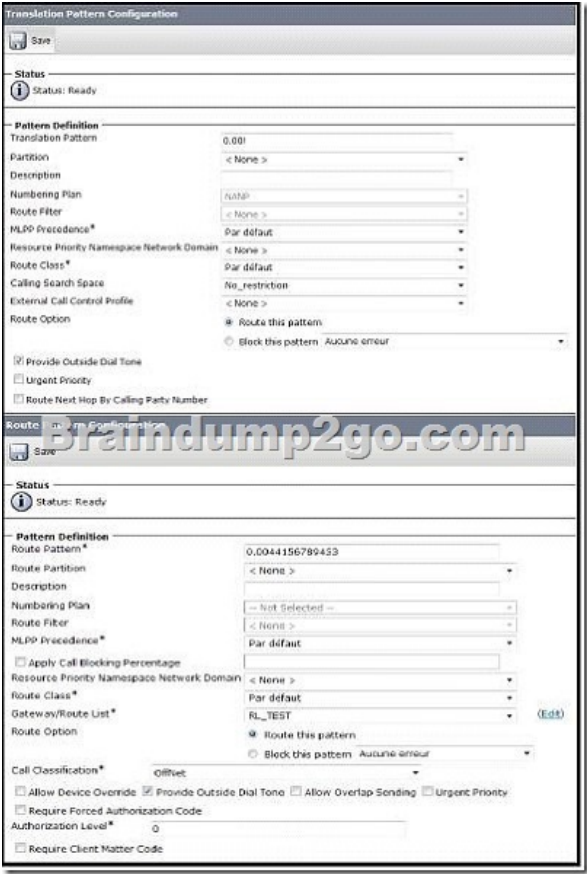 Translation Pattern Configuration
Save
Status
Status: Ready
Pattern Definition
Translation Pattern 0.00!
Partition < None >
Description
Numbering Plan NANP
Route Filter < None >
MLPP Precedence* Par défaut
Resource Priority Namespace Network Domain < None >
Route Class* Par défaut
Calling Search Space No_restriction
External Call Control Profile < None >
Route Option Route this pattern
Block this pattern Aucune erreur
Provide Outside Dial Tone
Urgent Priority
Route Next Hop By Calling Party Number
Route Configuration
Braindump2go.com
Save
Status
Status: Ready
Pattern Definition
Route Pattern* 0.0044156789453
Route Partition < None >
Description
Numbering Plan -- Not Selected --
Route Filter < None >
MLPP Precedence* Par défaut
Apply Call Blocking Percentage
Resource Priority Namespace Network Domain < None >
Route Class* Par défaut
Gateway/Route List* RL_TEST (Edit)
Route Option Route this pattern
Block this pattern Aucune erreur
Call Classification* OffNet
Allow Device Override Provide Outside Dial Tone Allow Overlap Sending Urgent Priority
Require Forced Authorization Code
Authorization Level* 0
Require Client Matter Code